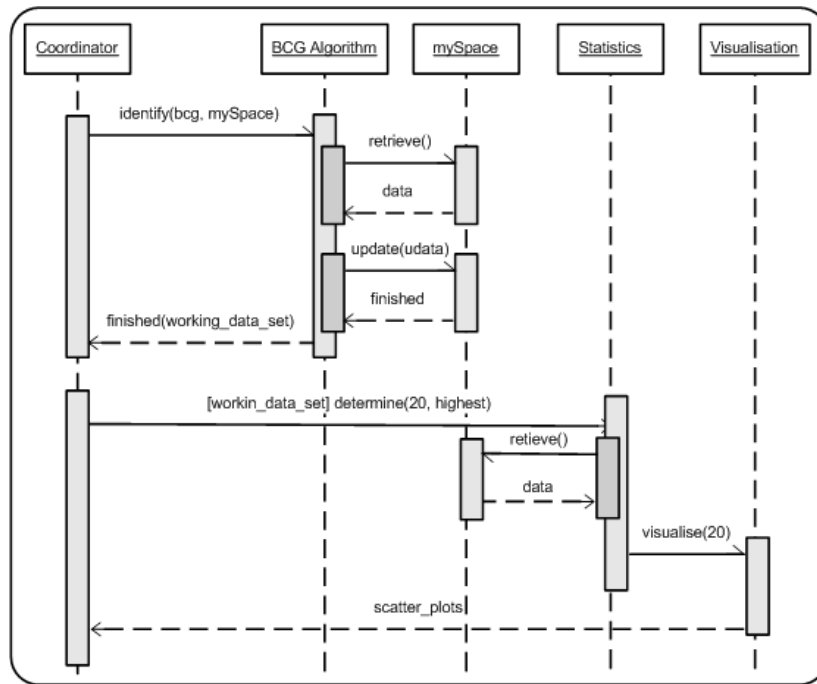 Coordinator
BCG Algorithm
mySpace
Statistics
Visualisation
identify(bcg, mySpace)
retrieve()
data
update(udata)
finished
finished(working_data_set)
[workin_data_set] determine(20, highest)
retieve()
data
visualise(20)
scatter_plots